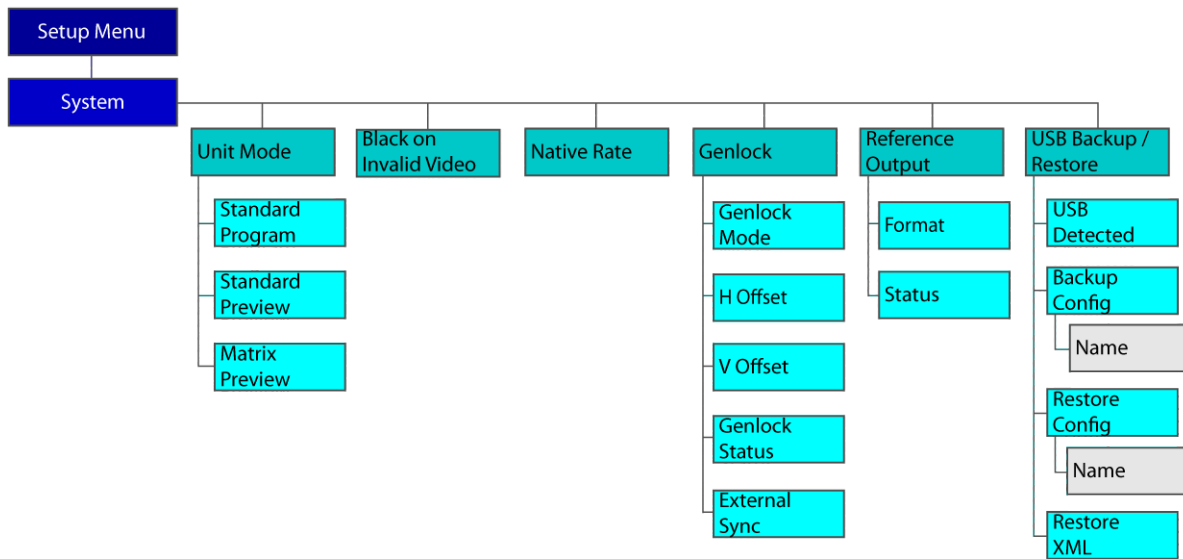 Setup Menu
System
Unit Mode
Standard
Program
Standard
Preview
Matrix
Preview
Black on
Invalid Video
Native Rate
Genlock
Genlock
Mode
H Offset
V Offset
Genlock
Status
External
Sync
Reference
Output
Format
Status
USB Backup /
Restore
USB
Detected
Backup
Config
Name
Restore
Config
Name
Restore
XML